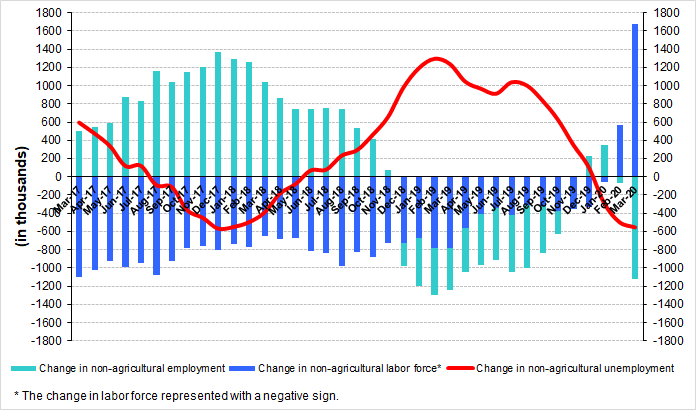 1800 1800
1600 1600
1400 1400
1200 1200
1000 1000
800 800
600 600
400 400
200 200
0 0
-200 -200
-400 -400
-600 -600
-800 -800
-1000 -1000
-1200 -1200
-1400 -1400
-1600 -1600
-1800 -1800
(in thousands)
Mar-17
Apr-17
May-17
Jun-17
Jul-17
Aug-17
Sep-17
Oct-17
Nov-17
Dec-17
Jan-18
Feb-18
Mar-18
Apr-18
May-18
Jun-18
Jul-18
Aug-18
Sep-18
Oct-18
Nov-18
Dec-18
Jan-19
Feb-19
Mar-19
Apr-19
May-19
Jun-19
Jul-19
Aug-19
Sep-19
Oct-19
Nov-19
Dec-19
Jan-20
Feb-20
Mar-20
Change in non-agricultural employment Change in non-agricultural labor force* Change in non-agricultural unemployment
* The change in labor force represented with a negative sign.